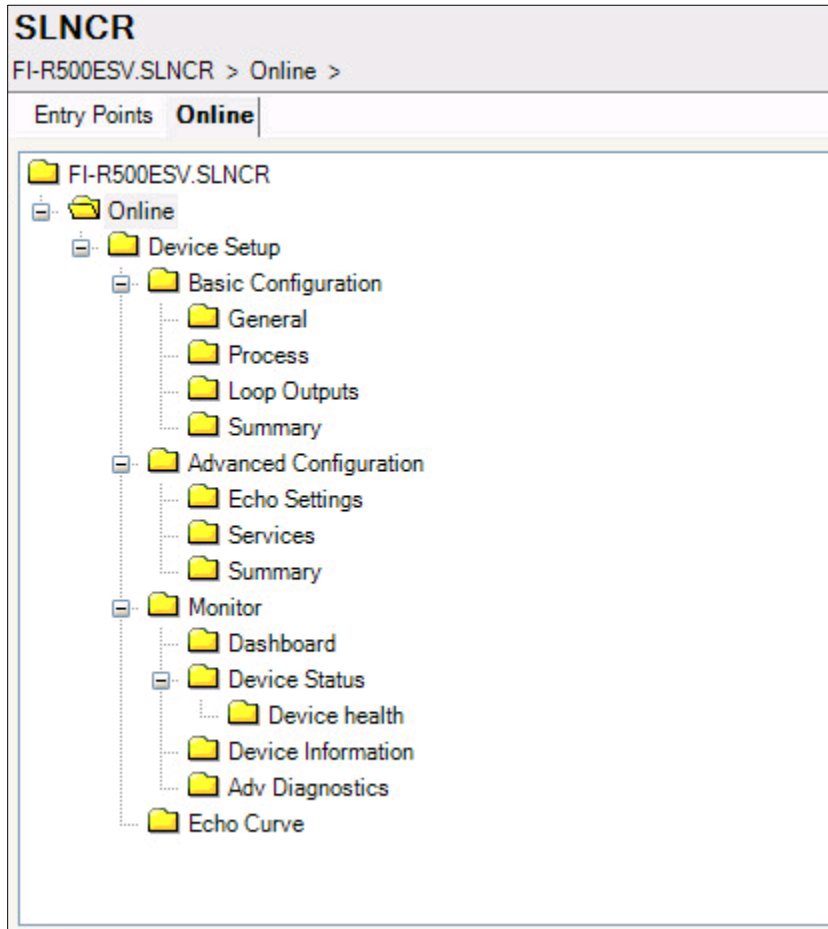 SLNCR
FI-R500ESV.SLNCR > Online >
Entry Points Online
FI-R500ESV.SLNCR
Online
Device Setup
Basic Configuration
General
Process
Loop Outputs
Summary
Advanced Configuration
Echo Settings
Services
Summary
Monitor
Dashboard
Device Status
Device health
Device Information
Adv Diagnostics
Echo Curve